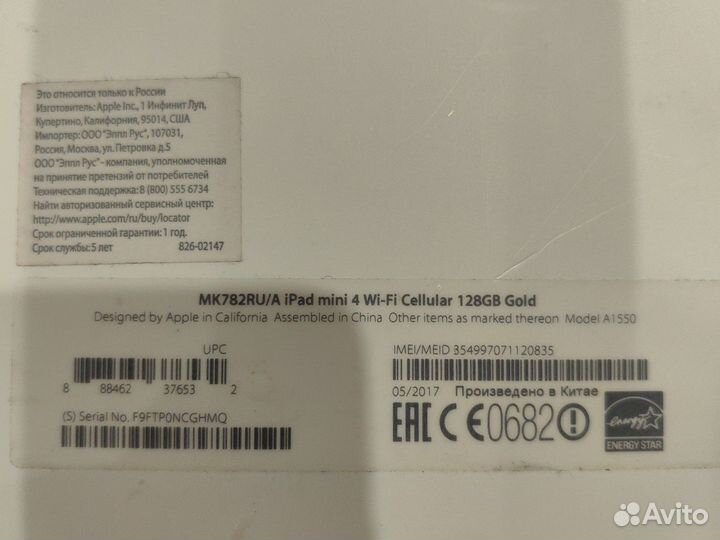 Это относится только к России
Изготовитель: Apple Inc., 1 Инфинит Луп,
Купертино, Калифорния, 95014, США
Импортер: ООО "Эппл Рус", 107031,
Россия, Москва, ул. Петровка д.5
ООО "Эппл Рус" - компания, уполномоченная
на принятие претензий от потребителей
Техническая поддержка: 8 (800) 555 6734
Найти авторизованный сервисный центр:
http://www.apple.com/ru/buy/locator
Срок ограниченной гарантии: 1 год.
Срок службы: 5 лет 826-02147
MK782RU/A iPad mini 4 Wi-Fi Cellular 128GB Gold
Designed by Apple in California Assembled in China Other items as marked thereon Model A1550
UPC
8 88462 37653 2
(S) Serial No. F9FTP0NCGHMQ
IMEI/MEID 354997071120835
05/2017 Произведено в Китае
EAC CE0682
energy
ENERGY STAR
Avito